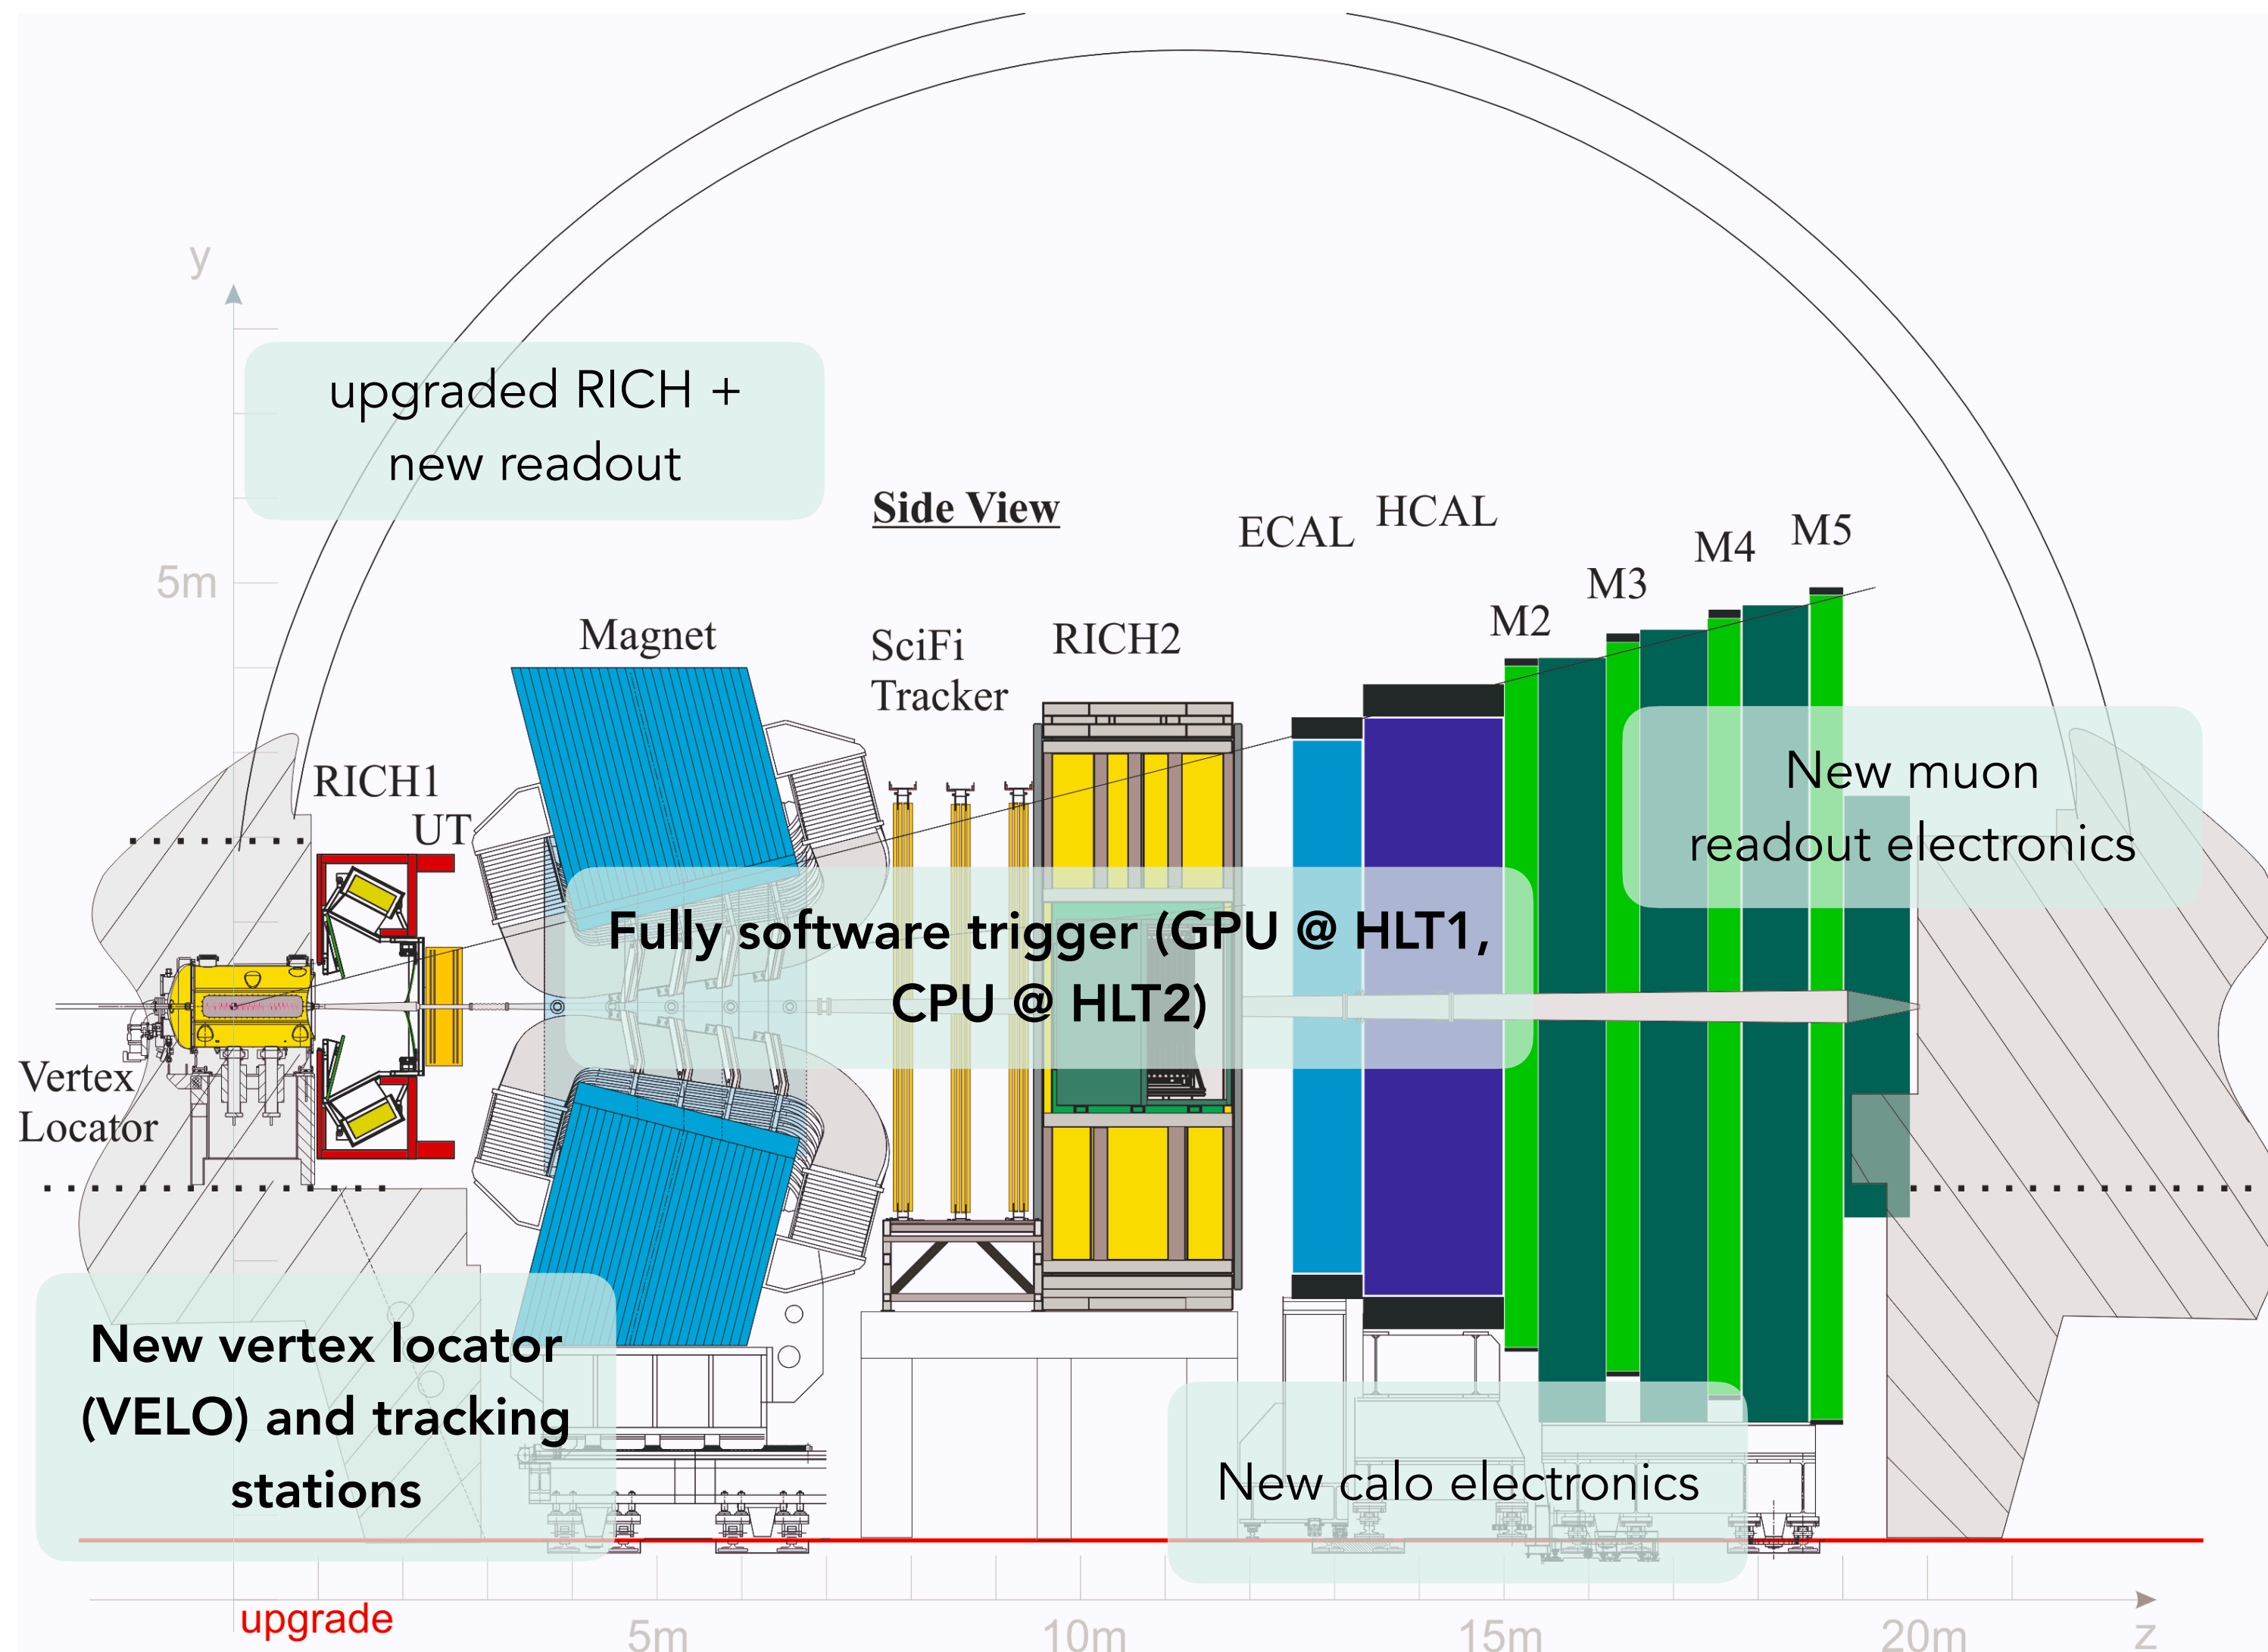 y
upgraded RICH +
new readout
Side View
ECAL
HCAL
M5
M4
5m
M3
M2
Magnet
SciFi
Tracker
RICH2
New muon
readout electronics
RICH1
UT
Fully software trigger (GPU @ HLT1,
CPU @ HLT2)
Vertex
Locator
New vertex locator
(VELO) and tracking
stations
New calo electronics
upgrade
5m
10m
15m
20m
z